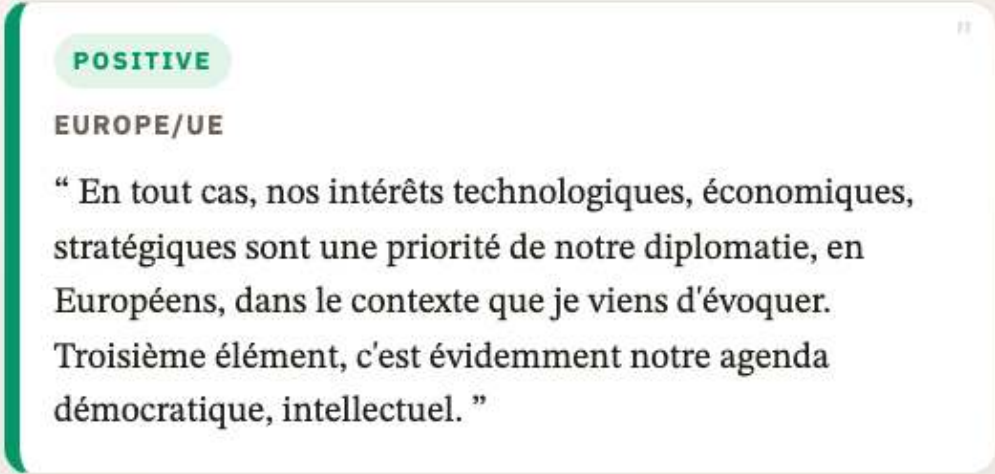 "
POSITIVE
EUROPE/UE
“ En tout cas, nos intérêts technologiques, économiques,
stratégiques sont une priorité de notre diplomatie, en
Européens, dans le contexte que je viens d'évoquer.
Troisième élément, c'est évidemment notre agenda
démocratique, intellectuel. ”